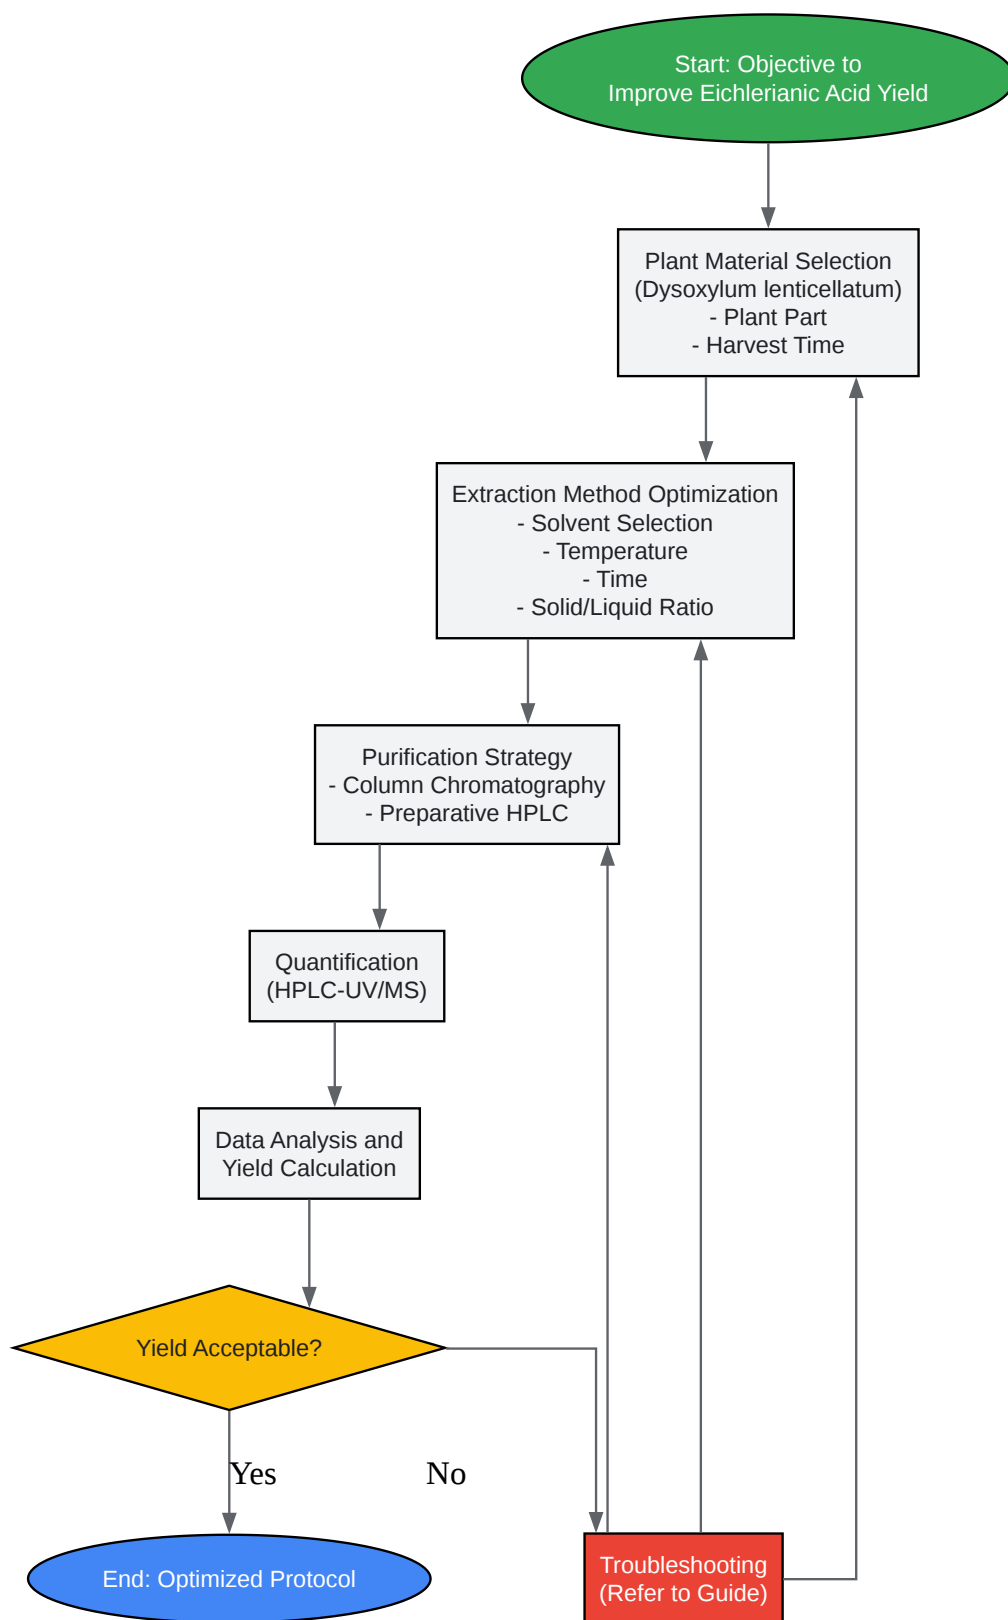 Start: Objective to
Improve Eichlerianic Acid Yield
Plant Material Selection
(Dysoxylum lenticellatum)
- Plant Part
- Harvest Time
Extraction Method Optimization
- Solvent Selection
- Temperature
- Time
- Solid/Liquid Ratio
Purification Strategy
- Column Chromatography
- Preparative HPLC
Quantification
(HPLC-UV/MS)
Data Analysis and
Yield Calculation
Yield Acceptable?
Yes
No
End: Optimized Protocol
Troubleshooting
(Refer to Guide)